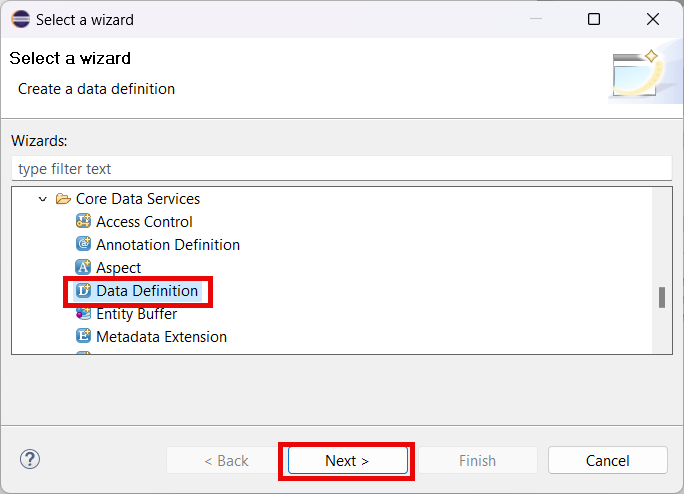 Select a wizard
Select a wizard
Create a data definition
Wizards:
type filter text
Core Data Services
Access Control
Annotation Definition
Aspect
Data Definition
Entity Buffer
Metadata Extension
< Back
Next >
Finish
Cancel